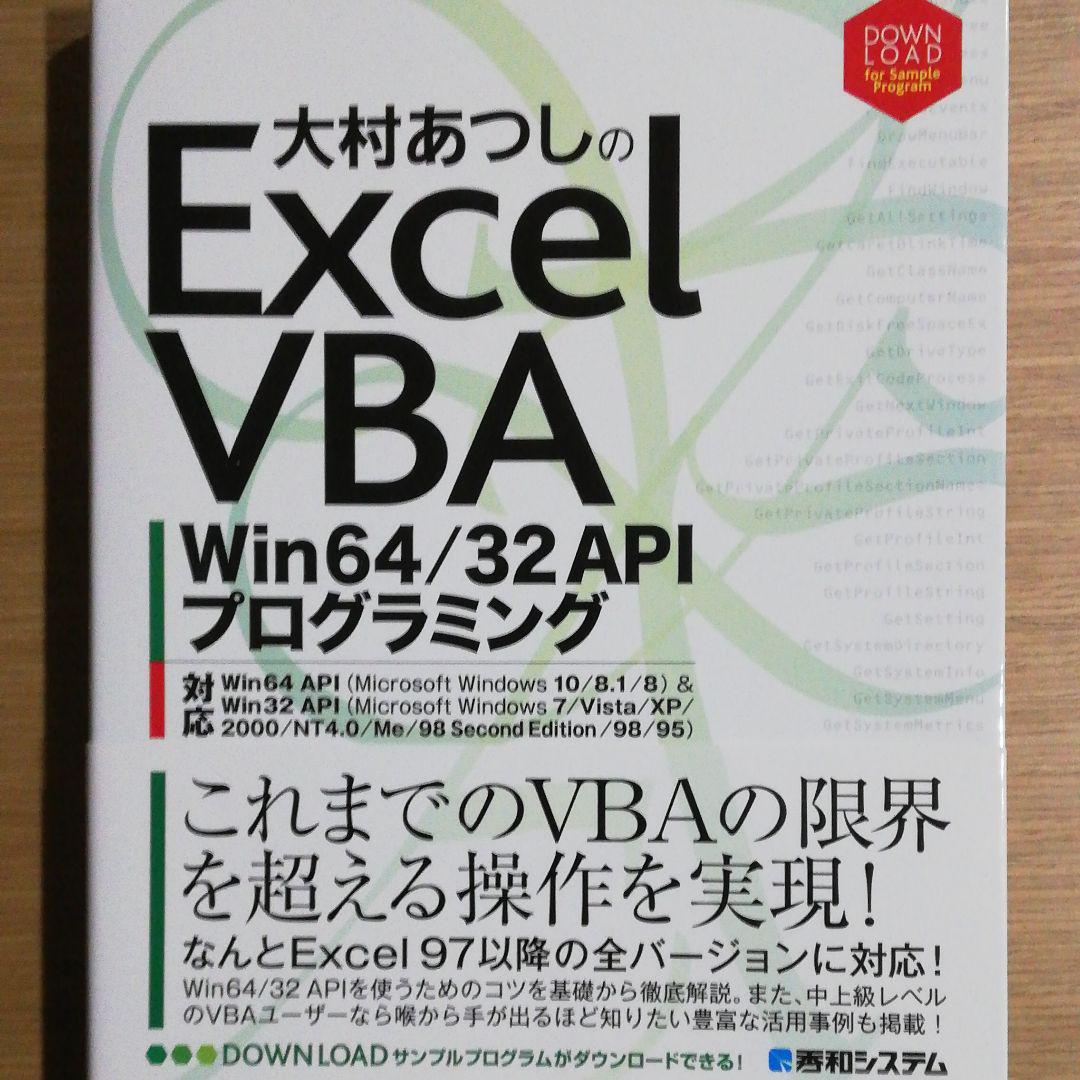 DOWN
LOAD
for Sample
Program
大村あつしの
Excel
VBA
Win64/32 API
プログラミング
対応
Win64 API (Microsoft Windows 10/8.1/8) &
Win32 API (Microsoft Windows 7/Vista/XP/
2000/NT4.0/Me/98 Second Edition/98/95)
DrawMenuBar
FindExecutable
FindWindow
GetAllSettings
GetCaretBlinkTime
GetClassName
GetComputerName
GetDiskFreeSpaceEx
GetDriveType
GetExitCodeProcess
GetNextWindow
GetPrivateProfileInt
GetPrivateProfileSection
GetPrivateProfileSectionNames
GetPrivateProfileString
GetProfileInt
GetProfileSection
GetProfileString
GetSetting
GetSystemDirectory
GetSystemInfo
GetSystemMenu
GetSystemMetrics
これまでのVBAの限界
を超える操作を実現!
なんとExcel 97以降の全バージョンに対応!
Win64/32 APIを使うためのコツを基礎から徹底解説。また、中上級レベル
のVBAユーザーなら喉から手が出るほど知りたい豊富な活用事例も掲載!
DOWNLOAD サンプルプログラムがダウンロードできる!
秀和システム